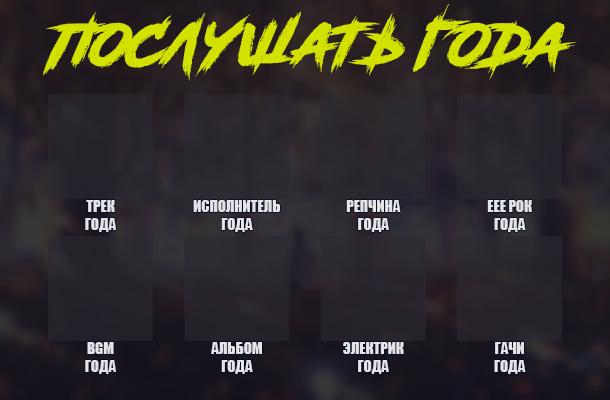 ПОСЛУШАТЬ ГОДА
ТРЕК
ГОДА
ИСПОЛНИТЕЛЬ
ГОДА
РЕПЧИНА
ГОДА
ЕЕЕ РОК
ГОДА
BGM
ГОДА
АЛЬБОМ
ГОДА
ЭЛЕКТРИК
ГОДА
ГАЧИ
ГОДА